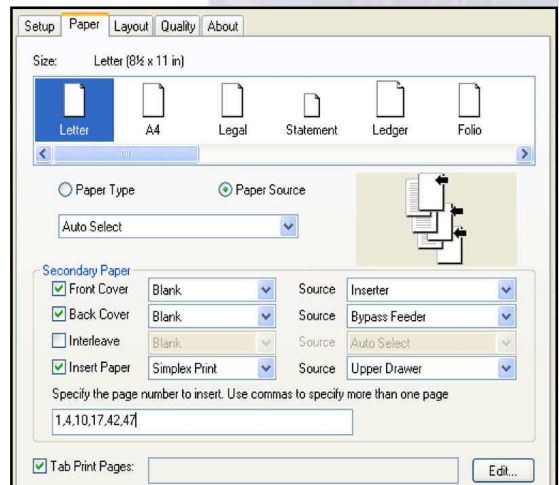 Setup Paper Layout Quality About
Size: Letter (8½ x 11 in)
Letter A4 Legal Statement Ledger Folio
Paper Type Paper Source
Auto Select
Secondary Paper
Front Cover Blank Source Inserter
Back Cover Blank Source Bypass Feeder
Interleave Blank Source Auto Select
Insert Paper Simplex Print Source Upper Drawer
Specify the page number to insert. Use commas to specify more than one page
1,4,10,17,42,47
Tab Print Pages: Edit...